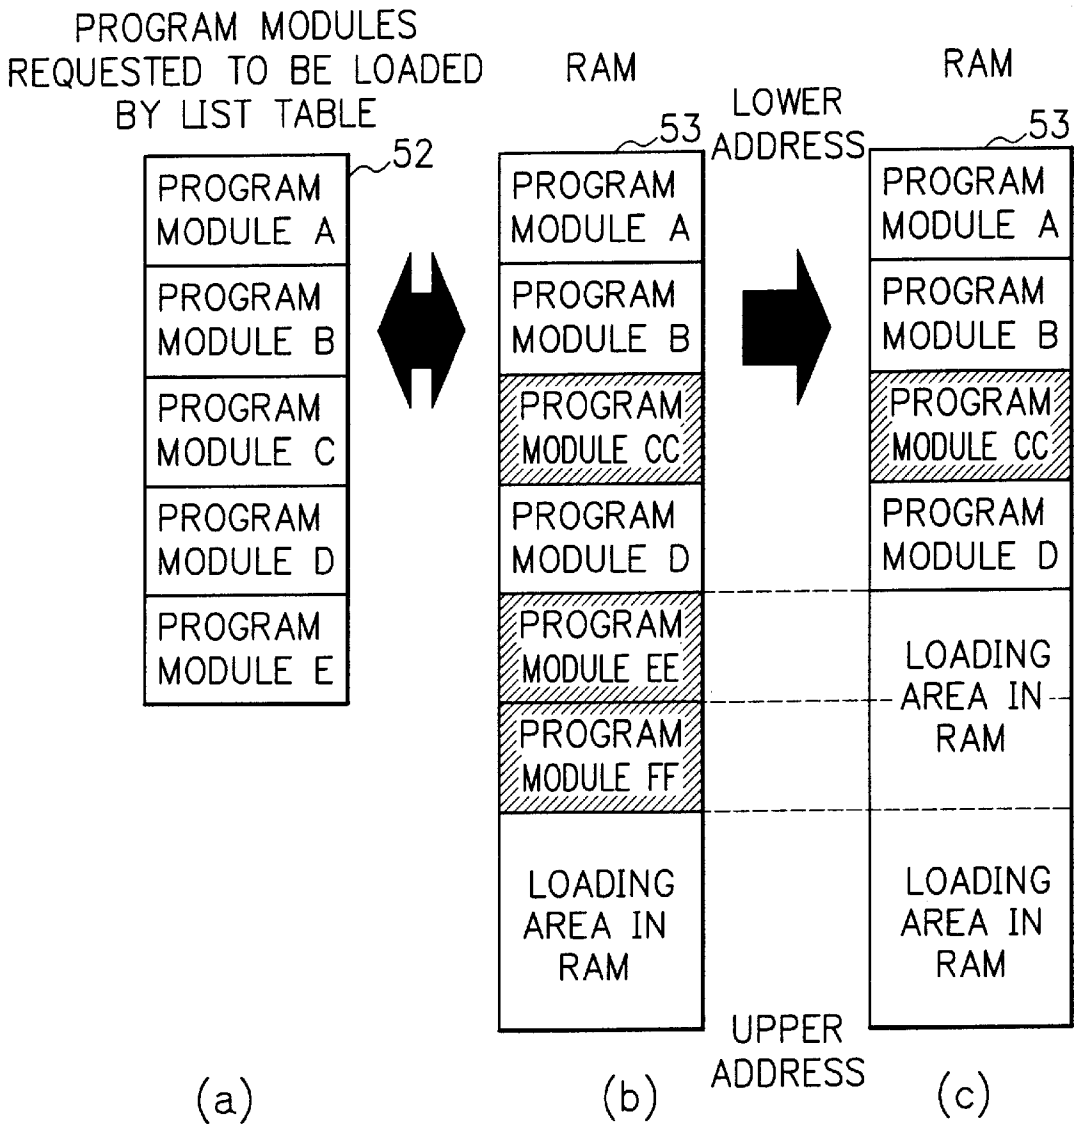 PROGRAM MODULES
REQUESTED TO BE LOADED
BY LIST TABLE
52
PROGRAM
MODULE A
PROGRAM
MODULE B
PROGRAM
MODULE C
PROGRAM
MODULE D
PROGRAM
MODULE E
(a)
RAM
53
PROGRAM
MODULE A
PROGRAM
MODULE B
PROGRAM
MODULE CC
PROGRAM
MODULE D
PROGRAM
MODULE EE
PROGRAM
MODULE FF
LOADING
AREA IN
RAM
(b)
LOWER
ADDRESS
UPPER
ADDRESS
RAM
53
PROGRAM
MODULE A
PROGRAM
MODULE B
PROGRAM
MODULE CC
PROGRAM
MODULE D
LOADING
AREA IN
RAM
LOADING
AREA IN
RAM
(c)